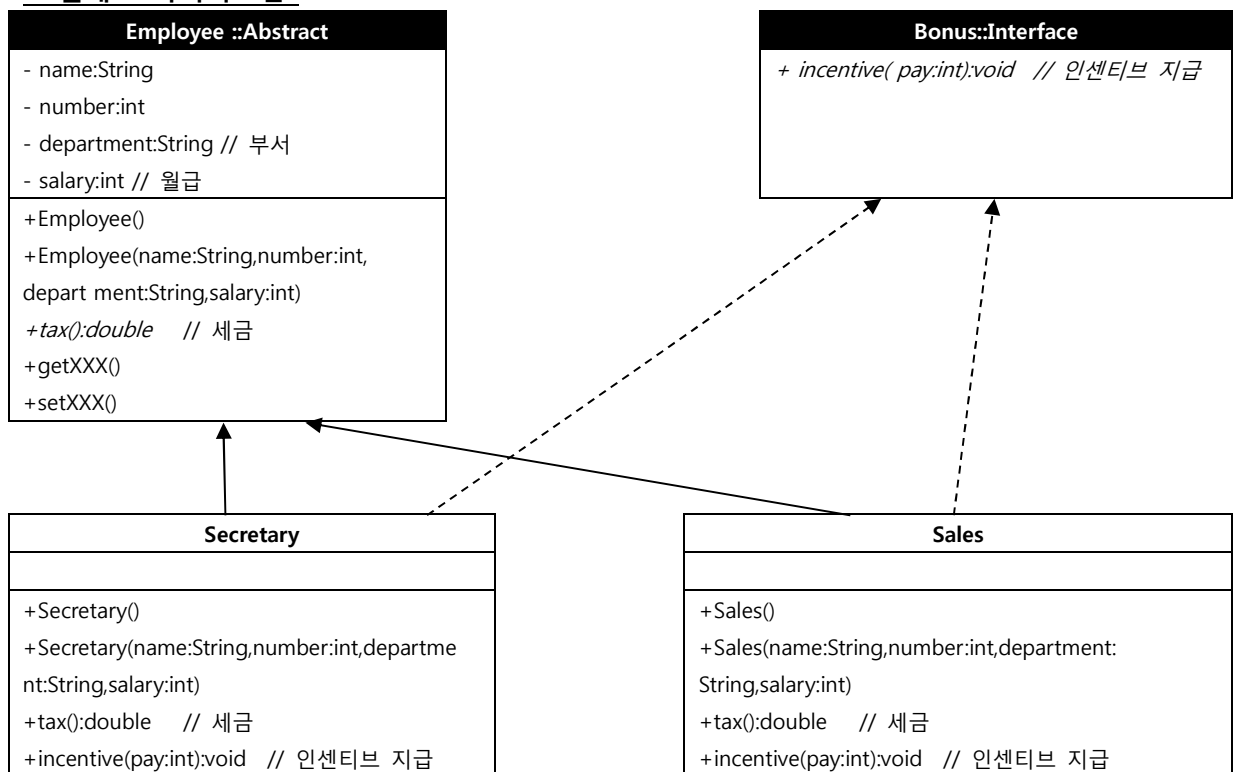 Employee ::Abstract
- name:String
- number:int
- department:String // 부서
- salary:int // 월급
+Employee()
+Employee(name:String,number:int,
depart ment:String,salary:int)
+tax():double // 세금
+getXXX()
+setXXX()
Bonus::Interface
+ incentive( pay:int):void // 인센티브 지급
Secretary
+Secretary()
+Secretary(name:String,number:int,departme
nt:String,salary:int)
+tax():double // 세금
+incentive(pay:int):void // 인센티브 지급
Sales
+Sales()
+Sales(name:String,number:int,department:
String,salary:int)
+tax():double // 세금
+incentive(pay:int):void // 인센티브 지급